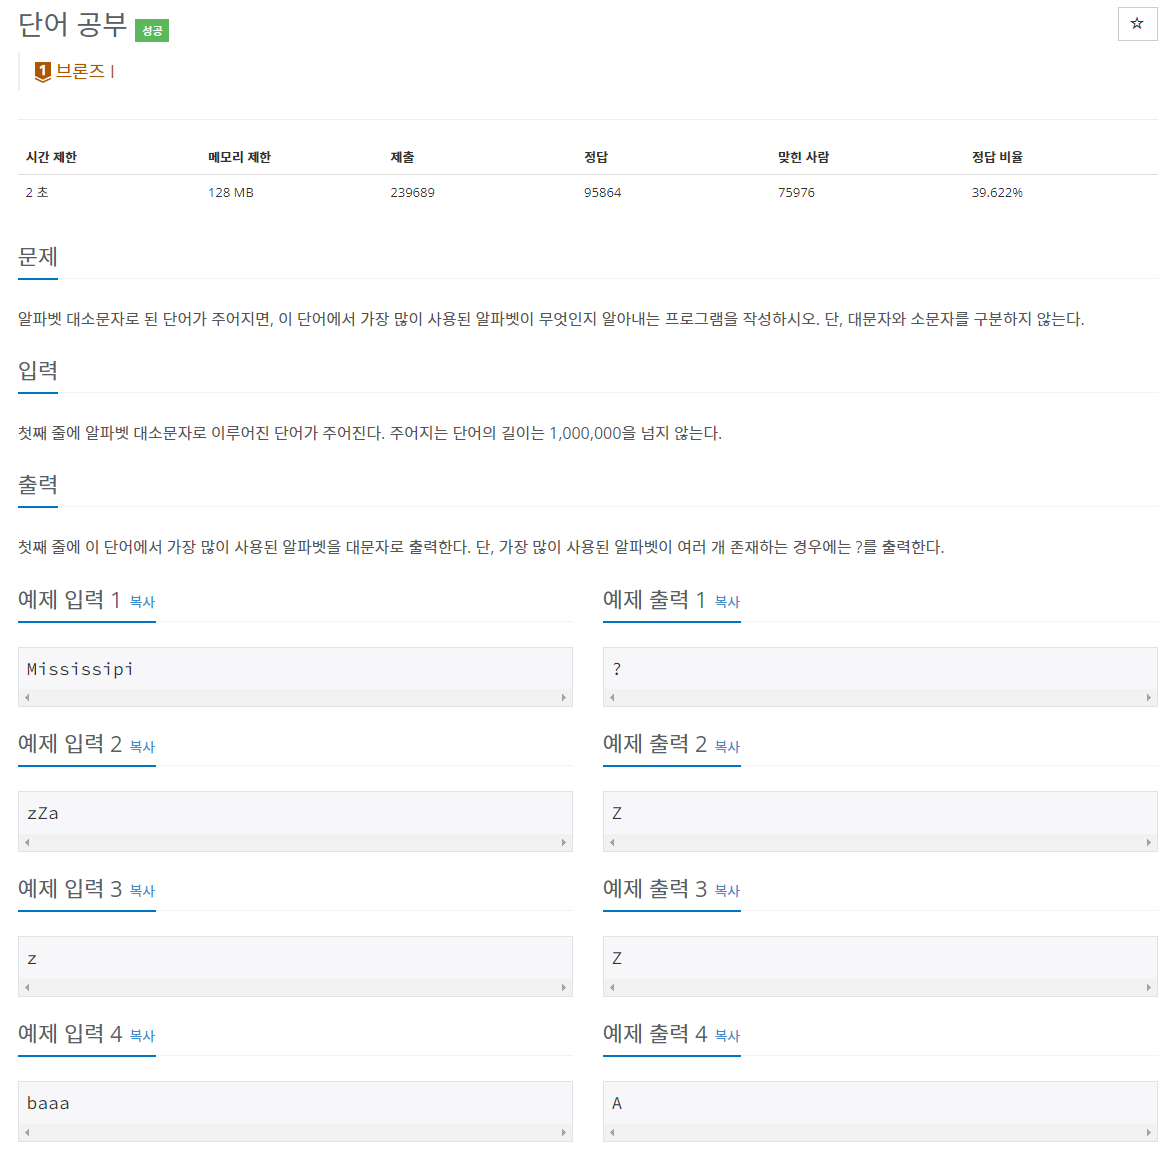 단어 공부 성공
☆
1 브론즈 I
시간 제한 메모리 제한 제출 정답 맞힌 사람 정답 비율
2 초 128 MB 239689 95864 75976 39.622%
문제
알파벳 대소문자로 된 단어가 주어지면, 이 단어에서 가장 많이 사용된 알파벳이 무엇인지 알아내는 프로그램을 작성하시오. 단, 대문자와 소문자를 구분하지 않는다.
입력
첫째 줄에 알파벳 대소문자로 이루어진 단어가 주어진다. 주어지는 단어의 길이는 1,000,000을 넘지 않는다.
출력
첫째 줄에 이 단어에서 가장 많이 사용된 알파벳을 대문자로 출력한다. 단, 가장 많이 사용된 알파벳이 여러 개 존재하는 경우에는 ?를 출력한다.
예제 입력 1 복사
Mississipi
예제 출력 1 복사
?
예제 입력 2 복사
zZa
예제 출력 2 복사
Z
예제 입력 3 복사
z
예제 출력 3 복사
Z
예제 입력 4 복사
baaa
예제 출력 4 복사
A